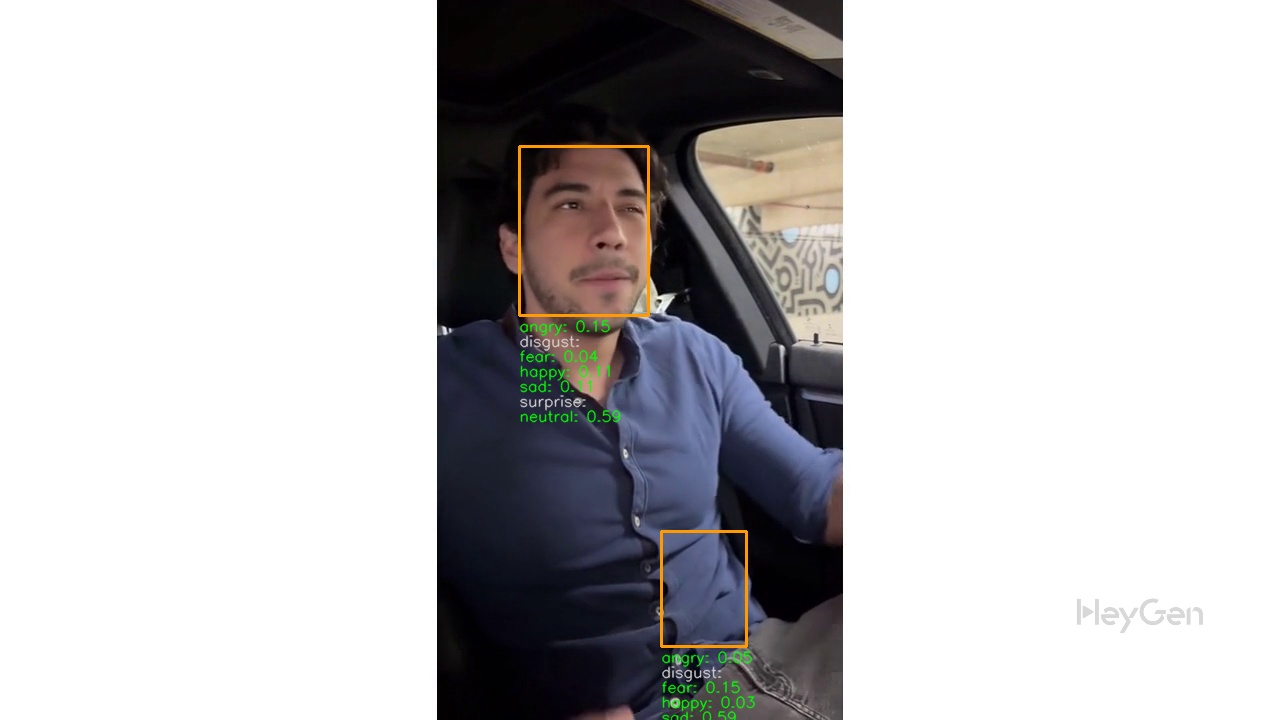 angry: 0.15
disgust:
fear: 0.04
happy: 0.11
sad: 0.11
surprise:
neutral: 0.59
HeyGen
angry: 0.05
disgust:
fear: 0.15
happy: 0.03
sad: 0.59